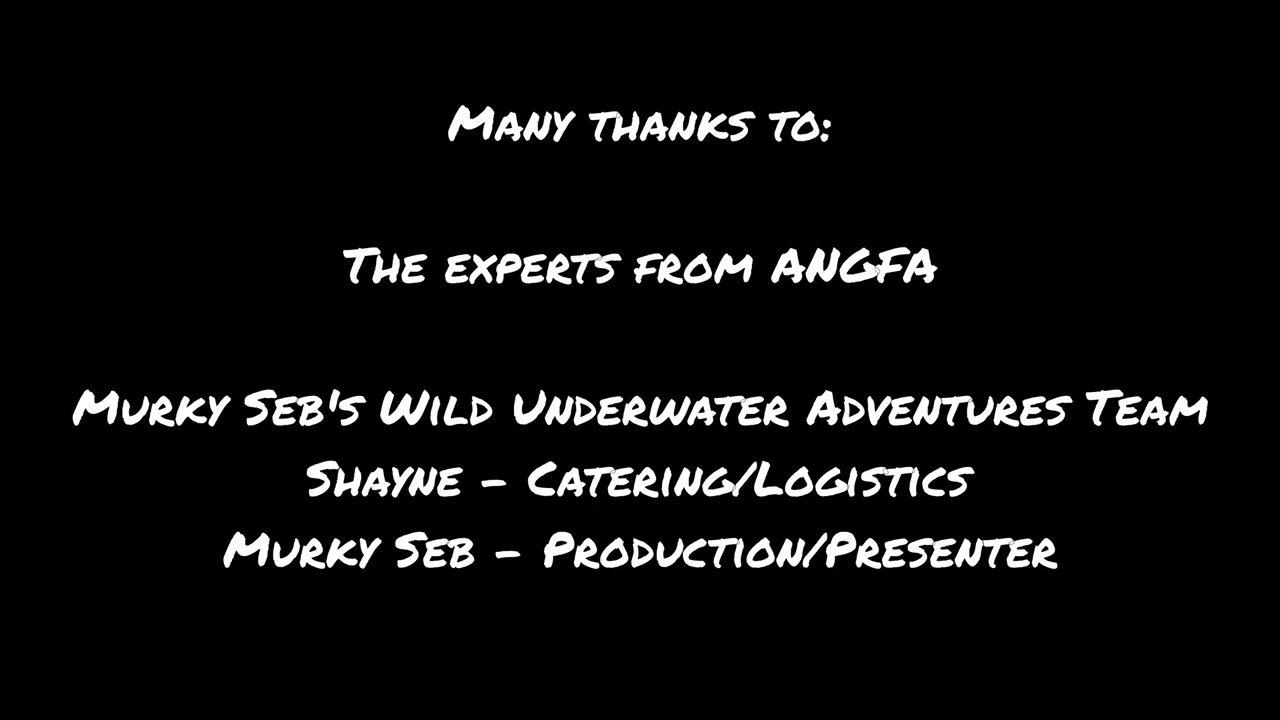 Many thanks to:
The experts from ANGFA
Murky Seb's Wild Underwater Adventures Team
Shayne - Catering/Logistics
Murky Seb - Production/Presenter